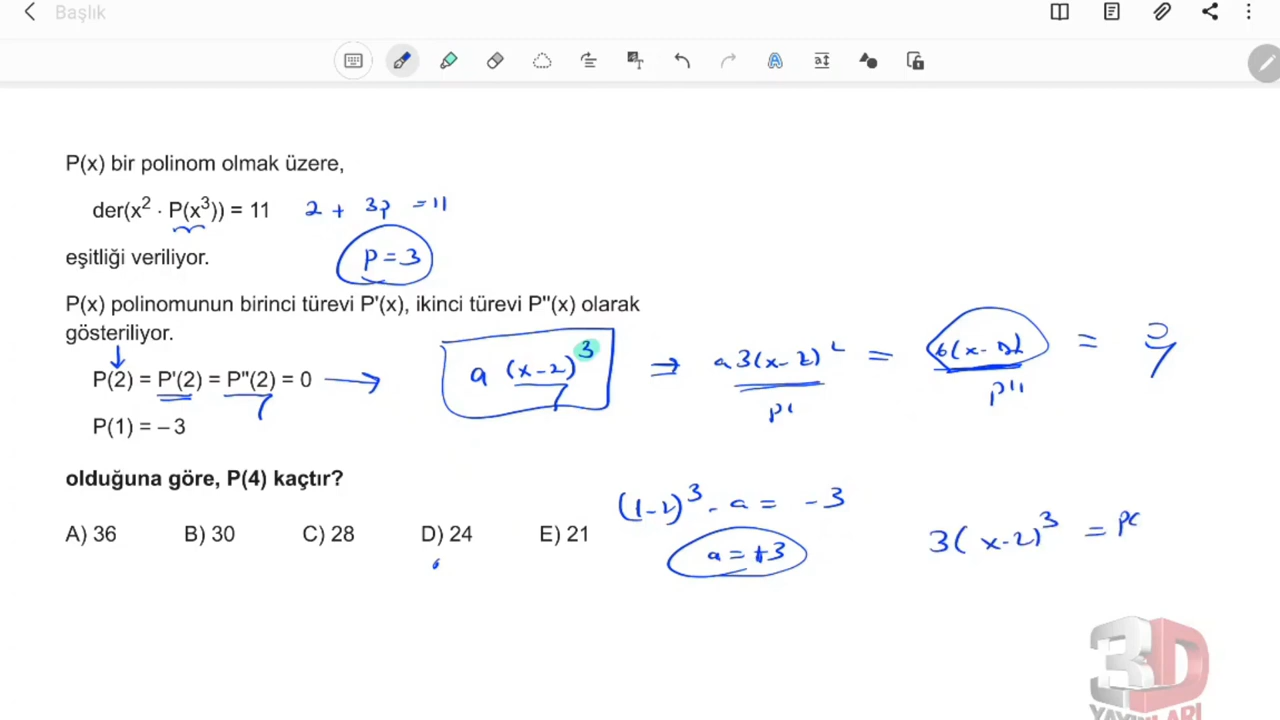 Başlık
P(x) bir polinom olmak üzere,
der(x² · P(x³)) = 11 2 + 3p = 11
eşitliği veriliyor. p = 3
P(x) polinomunun birinci türevi P'(x), ikinci türevi P''(x) olarak
gösteriliyor.
P(2) = P'(2) = P''(2) = 0 → a (x-2)³ ⇒ a3(x-2)² = 6(x- =
p' p''
P(1) = – 3
olduğuna göre, P(4) kaçtır?
(1-2)³ . a = -3
A) 36 B) 30 C) 28 D) 24 E) 21
a = +3 3(x-2)³ = p(
3D
YAYINLARI